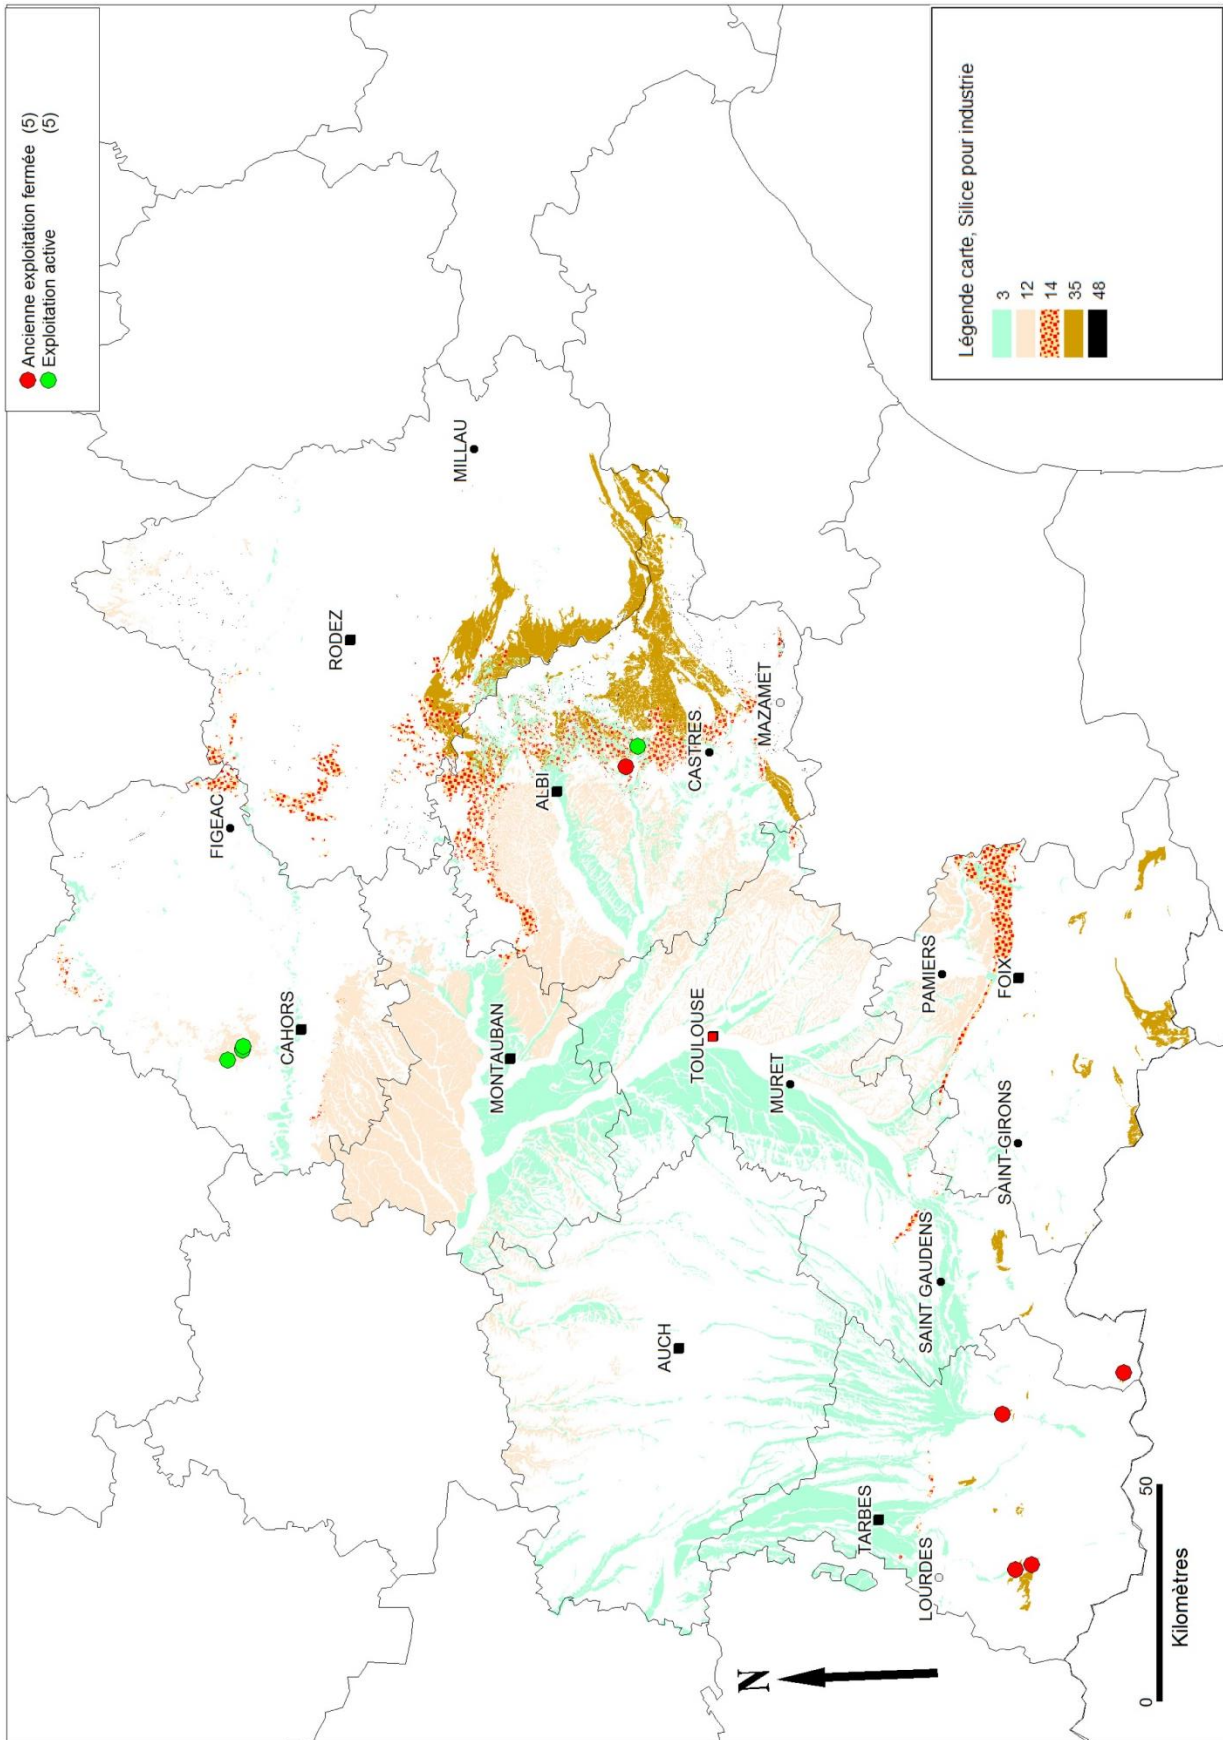 Ancienne exploitation fermée (5)
Exploitation active (5)
FIGEAC
RODEZ
CAHORS
MILLAU
MONTAUBAN
ALBI
AUCH
TOULOUSE
CASTRES
MURET
MAZAMET
TARBES
LOURDES
SAINT GAUDENS
PAMIERS
SAINT-GIRONS
FOIX
N
0 50
Kilomètres
Légende carte, Silice pour industrie
3
12
14
35
48